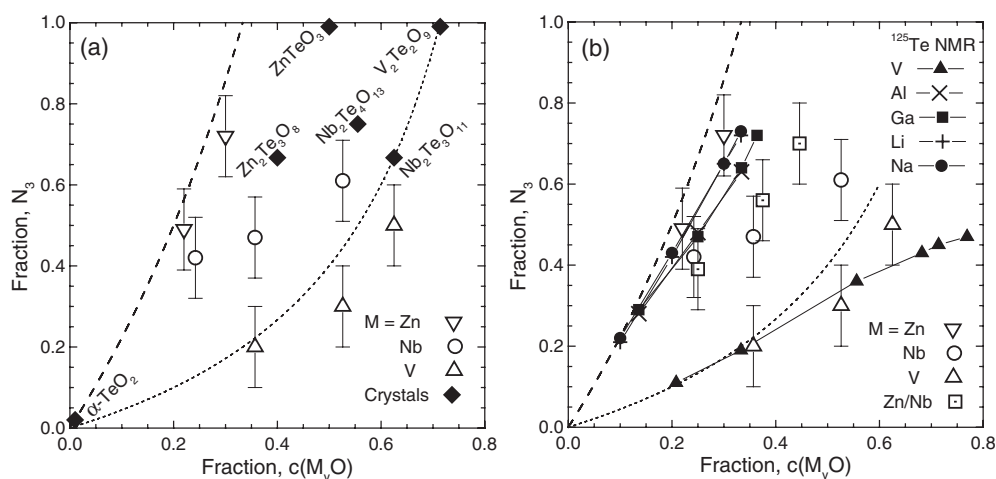 (a)
ZnTeO₃
V₂Te₂O₉
Nb₂Te₄O₁₃
Zn₂Te₃O₈
Nb₂Te₃O₁₁
α-TeO₂
M = Zn
Nb
V
Crystals
Fraction, N₃
1.0
0.8
0.6
0.4
0.2
0.0
0.0 0.2 0.4 0.6 0.8
Fraction, c(MᵧO)
(b)
¹²⁵Te NMR
V
Al
Ga
Li
Na
M = Zn
Nb
V
Zn/Nb
Fraction, N₃
1.0
0.8
0.6
0.4
0.2
0.0
0.0 0.2 0.4 0.6 0.8
Fraction, c(MᵧO)